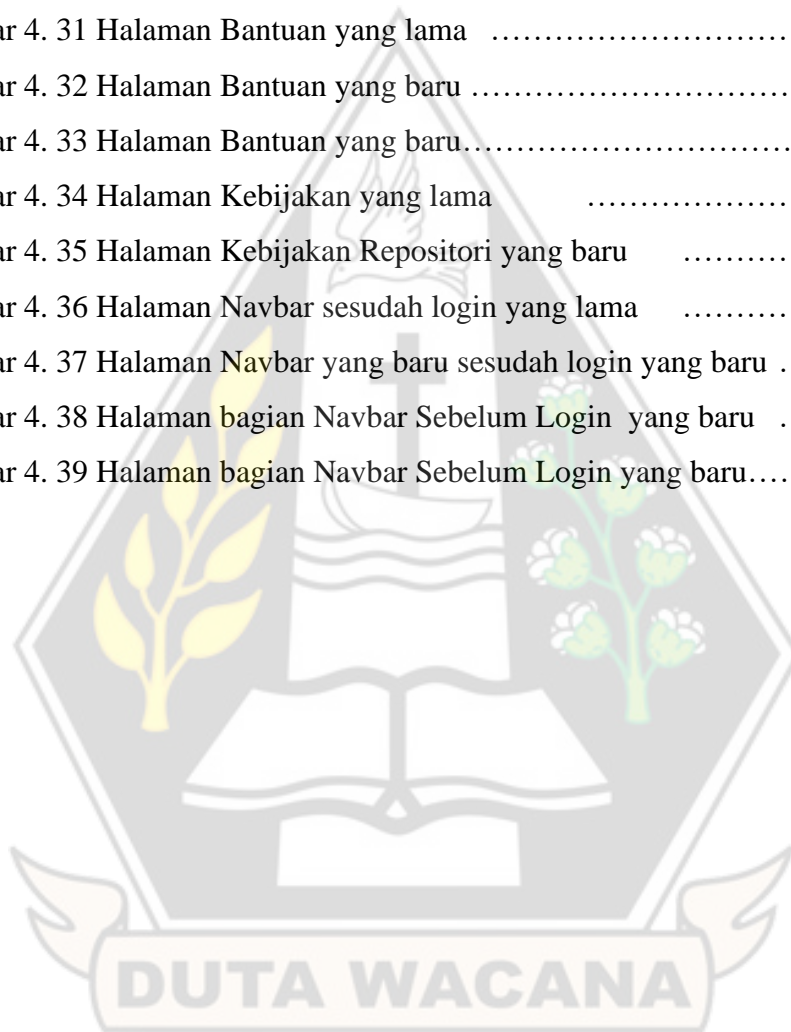 ar 4. 31 Halaman Bantuan yang lama ……………………….
ar 4. 32 Halaman Bantuan yang baru ………………………….
ar 4. 33 Halaman Bantuan yang baru………………………….
ar 4. 34 Halaman Kebijakan yang lama ……………….
ar 4. 35 Halaman Kebijakan Repositori yang baru ……….
ar 4. 36 Halaman Navbar sesudah login yang lama ……….
ar 4. 37 Halaman Navbar yang baru sesudah login yang baru .
ar 4. 38 Halaman bagian Navbar Sebelum Login yang baru .
ar 4. 39 Halaman bagian Navbar Sebelum Login yang baru….
DUTA WACANA